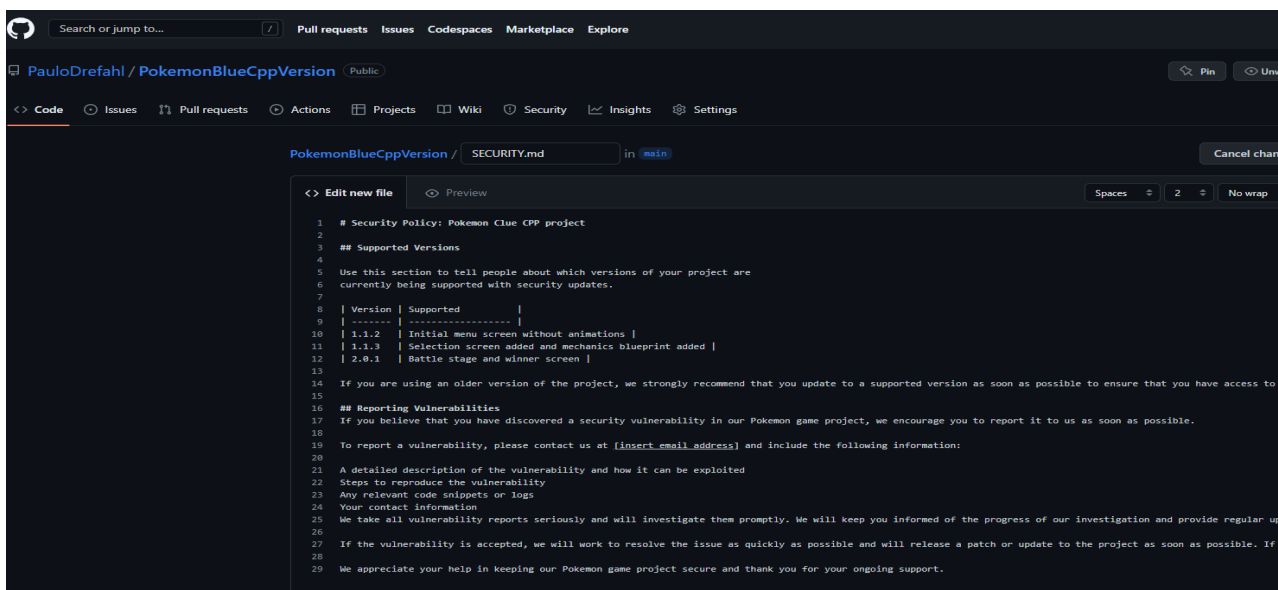 Search or jump to... /
Pull requests Issues Codespaces Marketplace Explore
PauloDrefahl / PokemonBlueCppVersion Public
Pin
<> Code Issues Pull requests Actions Projects Wiki Security Insights Settings
PokemonBlueCppVersion / SECURITY.md in main
Cancel
<> Edit new file Preview
Spaces 2 No wrap
1 # Security Policy: Pokemon Clue CPP project
2
3 ## Supported Versions
4
5 Use this section to tell people about which versions of your project are
6 currently being supported with security updates.
7
8 | Version | Supported |
9 | ------- | ------------------ |
10 | 1.1.2 | Initial menu screen without animations |
11 | 1.1.3 | Selection screen added and mechanics blueprint added |
12 | 2.0.1 | Battle stage and winner screen |
13
14 If you are using an older version of the project, we strongly recommend that you update to a supported version as soon as possible to ensure that you have access to
15
16 ## Reporting Vulnerabilities
17 If you believe that you have discovered a security vulnerability in our Pokemon game project, we encourage you to report it to us as soon as possible.
18
19 To report a vulnerability, please contact us at [insert email address] and include the following information:
20
21 A detailed description of the vulnerability and how it can be exploited
22 Steps to reproduce the vulnerability
23 Any relevant code snippets or logs
24 Your contact information
25 We take all vulnerability reports seriously and will investigate them promptly. We will keep you informed of the progress of our investigation and provide regular
26
27 If the vulnerability is accepted, we will work to resolve the issue as quickly as possible and will release a patch or update to the project as soon as possible. If
28
29 We appreciate your help in keeping our Pokemon game project secure and thank you for your ongoing support.